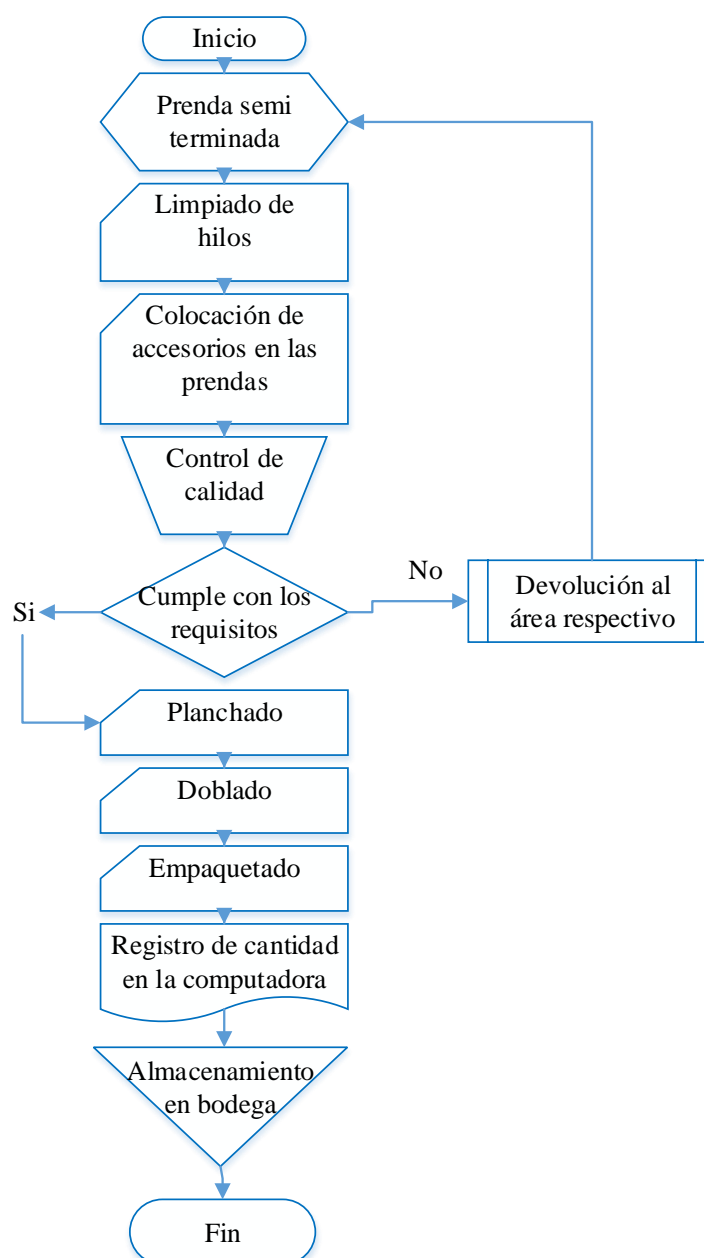 Inicio
Prenda semi
terminada
Limpiado de
hilos
Colocación de
accesorios en las
prendas
Control de
calidad
Cumple con los
requisitos
No
Devolución al
área respectivo
Si
Planchado
Doblado
Empaquetado
Registro de cantidad
en la computadora
Almacenamiento
en bodega
Fin